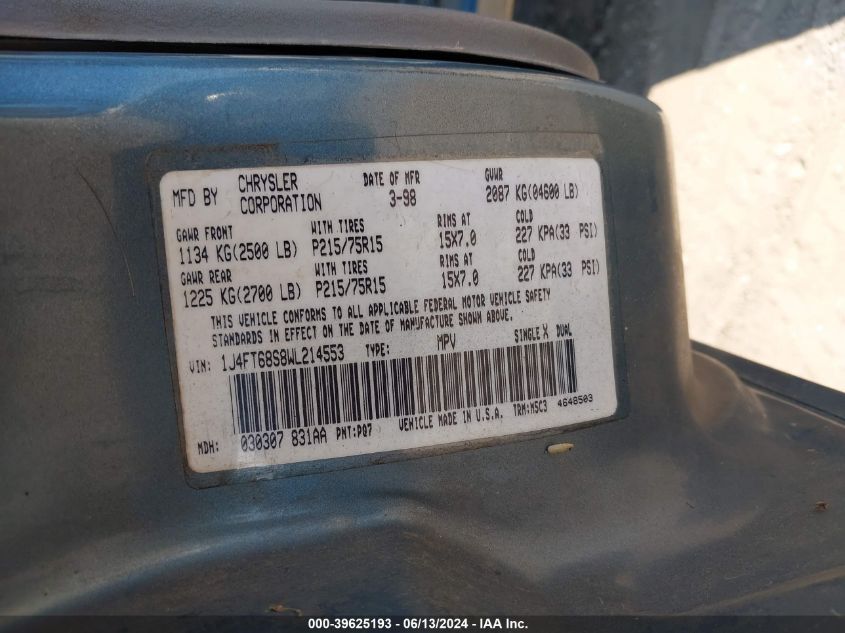 MFD BY CHRYSLER CORPORATION DATE OF MFR 3-98 GVWR 2087 KG(04600 LB)
GAWR FRONT WITH TIRES RIMS AT COLD
1134 KG(2500 LB) P215/75R15 15X7.0 227 KPA(33 PSI)
GAWR REAR WITH TIRES RIMS AT COLD
1225 KG(2700 LB) P215/75R15 15X7.0 227 KPA(33 PSI)
THIS VEHICLE CONFORMS TO ALL APPLICABLE FEDERAL MOTOR VEHICLE SAFETY
STANDARDS IN EFFECT ON THE DATE OF MANUFACTURE SHOWN ABOVE.
VIN: 1J4FT68S8WL214553 TYPE: MPV SINGLE X DUAL
MDH: 030307 831AA PNT:PQ7 VEHICLE MADE IN U.S.A. TRM:M5C3 4648503
000-39625193 - 06/13/2024 - IAA Inc.